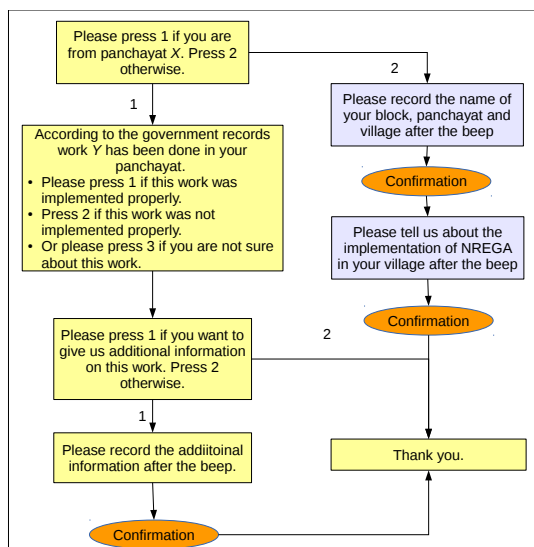 Please press 1 if you are
from panchayat X. Press 2
otherwise.
2
1
Please record the name of
your block, panchayat and
village after the beep
According to the government records
work Y has been done in your
panchayat.
• Please press 1 if this work was
implemented properly.
• Press 2 if this work was not
implemented properly.
• Or please press 3 if you are not sure
about this work.
Confirmation
Please tell us about the
implementation of NREGA
in your village after the beep
Confirmation
Please press 1 if you want to
give us additional information
on this work. Press 2
otherwise.
2
1
Please record the addiitoinal
information after the beep.
Thank you.
Confirmation